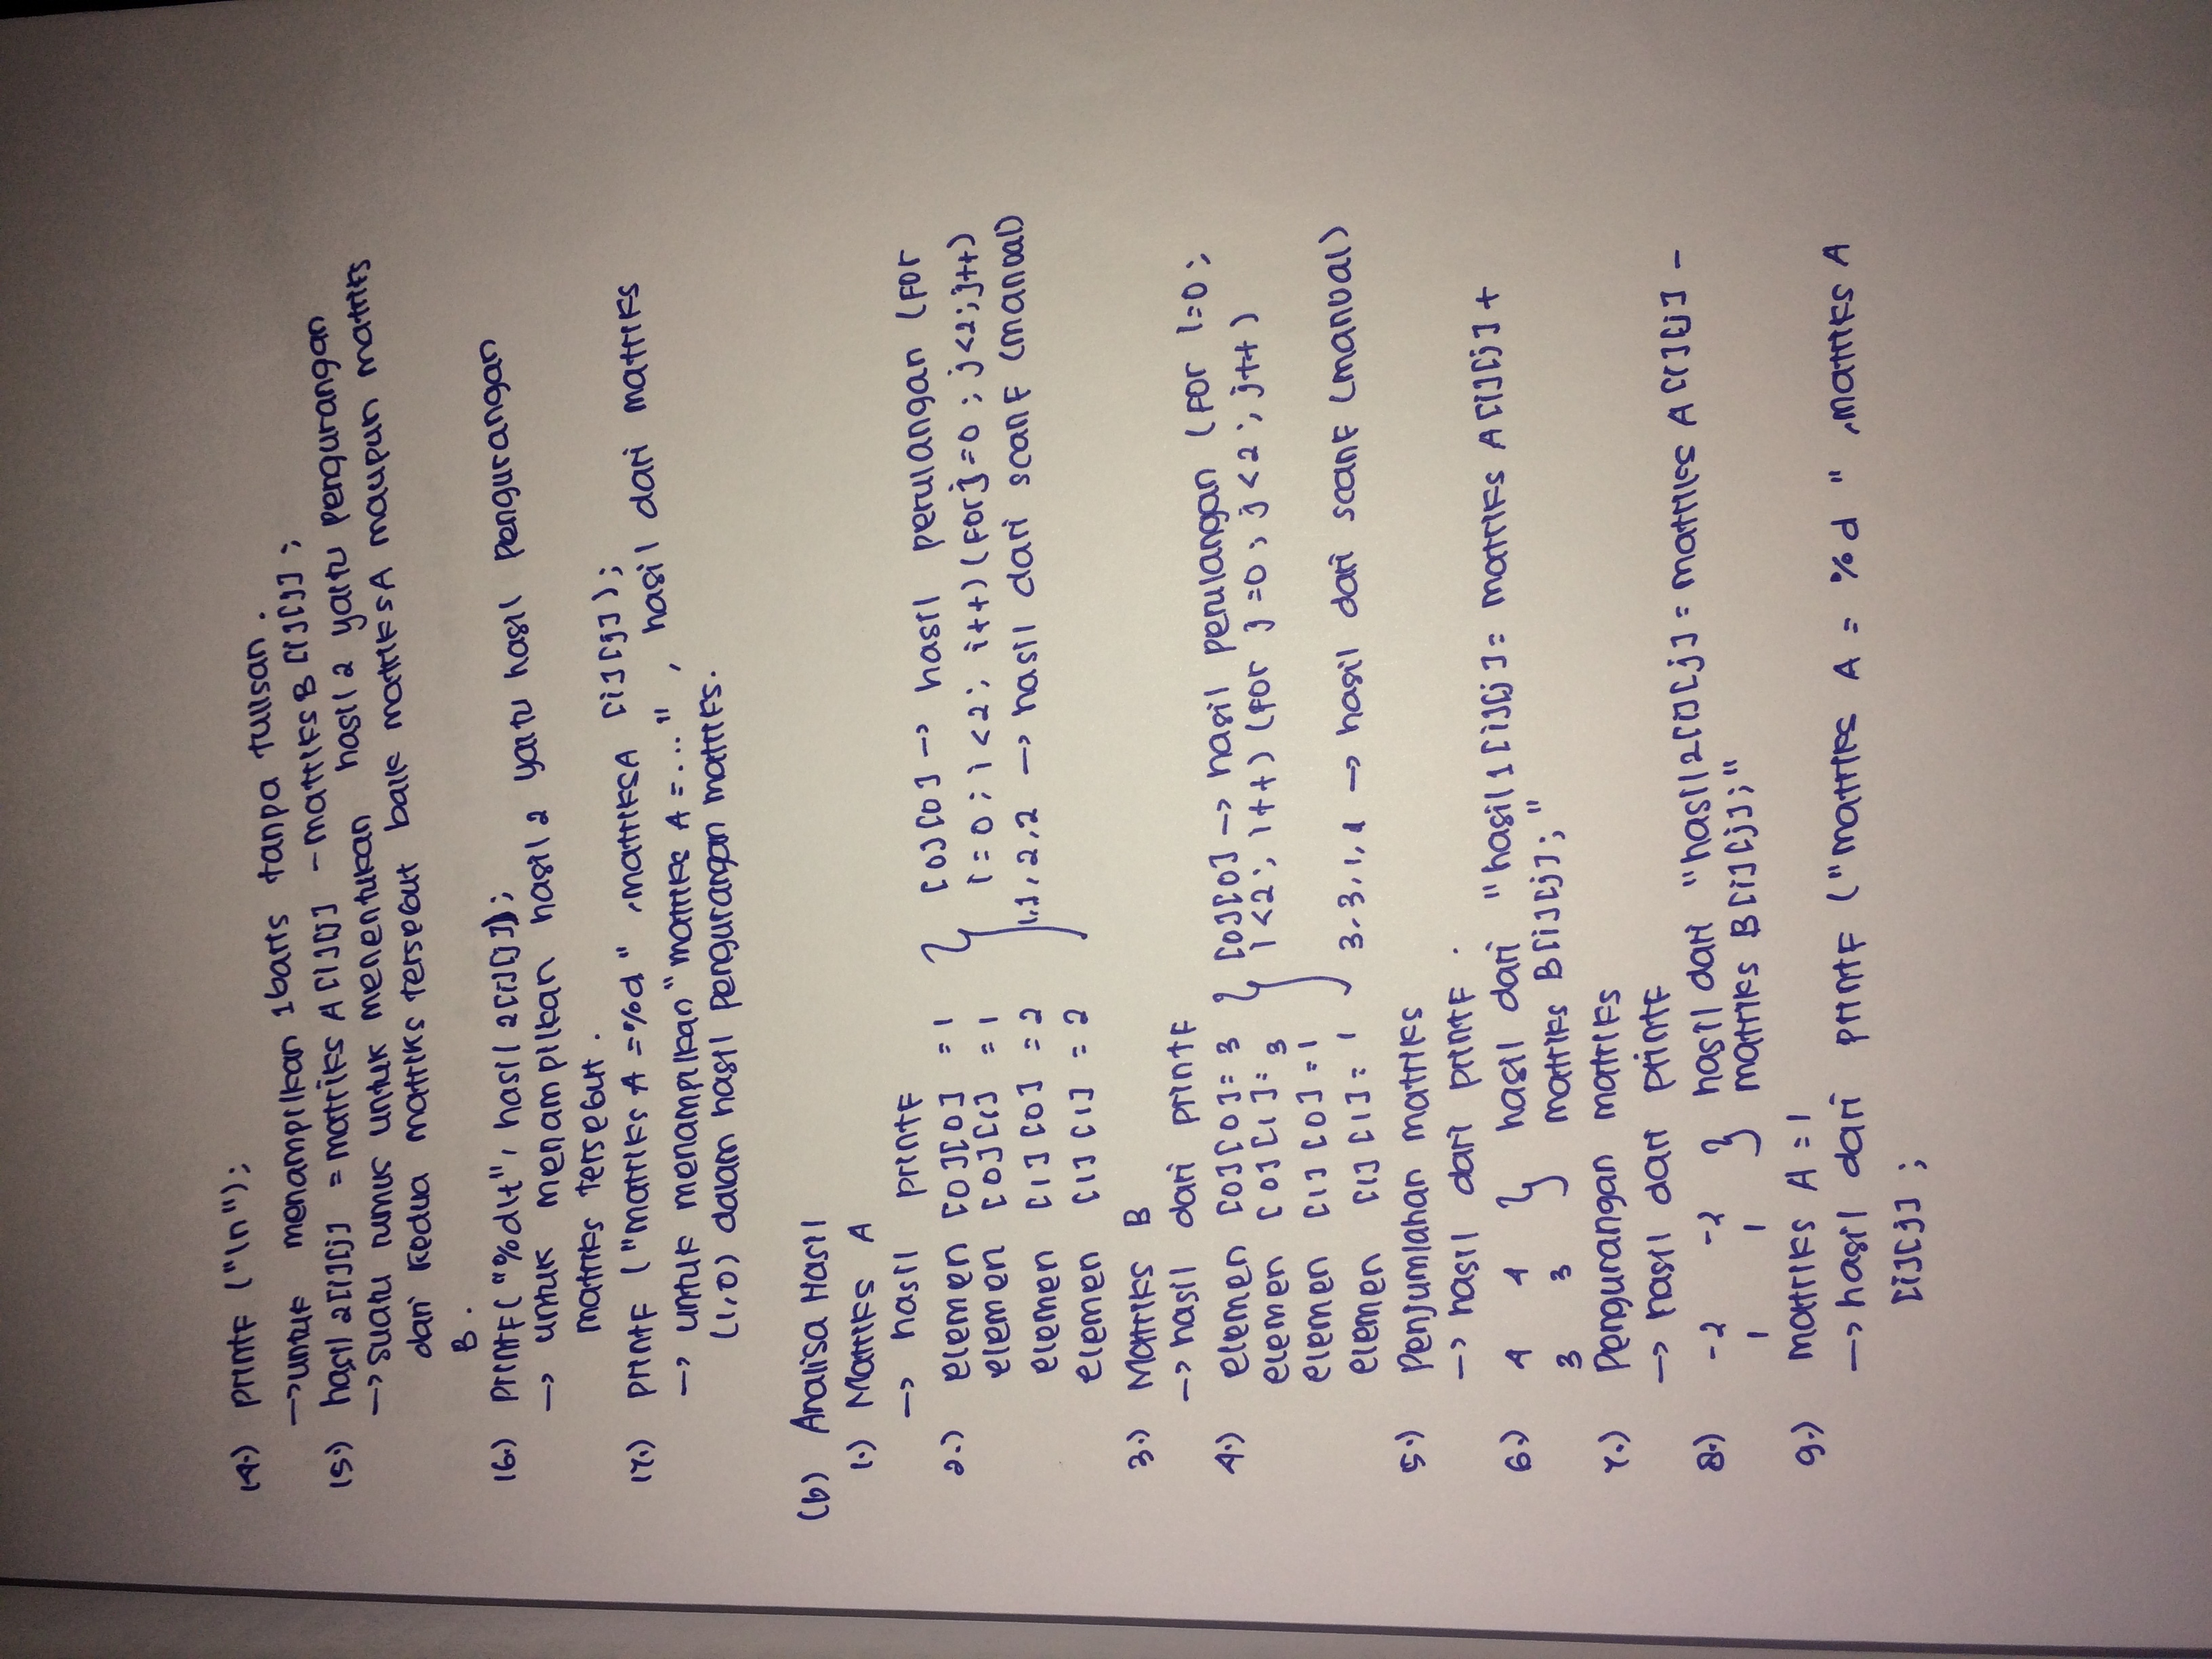 14.) printf ("\n");
→ untuk menampilkan 1 baris tanpa tulisan.
15.) hasil 2[i][j] = matriks A[i][j] - matriks B[i][j];
→ suatu rumus untuk menentukan hasil 2 yaitu pengurangan
dari kedua matriks tersebut baik matriks A maupun matriks
B.
16.) printf("%d\t", hasil 2[i][j]);
→ untuk menampilkan hasil 2 yaitu hasil pengurangan
matriks tersebut.
17.) printf ("matriks A =%d", matriksA [i][j]);
→ untuk menampilkan "matriks A =...", hasil dari matriks
(1,0) dalam hasil pengurangan matriks.
(b) Analisa Hasil
1.) Matriks A
→ hasil printf
2.) elemen [0][0] = 1 } [0][0] → hasil perulangan (for
elemen [0][1] = 1 i=0; i<2; i++) (for j=0; j<2; j++)
elemen [1][0] = 2 1,1,2,2 → hasil dari scanf (manual)
elemen [1][1] = 2
3.) Matriks B
→ hasil dari printf
4.) elemen [0][0] = 3 } [0][0] → hasil perulangan (for i=0;
elemen [0][1] = 3 i<2; i++) (for j=0; j<2; j++)
elemen [1][0] = 1
elemen [1][1] = 1 3,3,1,1 → hasil dari scanf (manual)
5.) Penjumlahan matriks
→ hasil dari printf.
6.) 4 4 } hasil dari "hasil 1[i][j] = matriks A[i][j] +
3 3 matriks B[i][j];"
7.) Pengurangan matriks
→ hasil dari printf
8.) -2 -2 } hasil dari "hasil 2[i][j] = matriks A[i][j] -
1 1 matriks B[i][j];"
9.) matriks A = 1
→ hasil dari printf ("matriks A = %d", matriks A
[i][j];